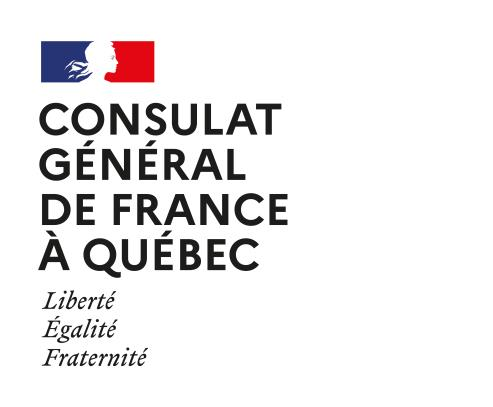 CONSULAT
GÉNÉRAL
DE FRANCE
À QUÉBEC
Liberté
Égalité
Fraternité